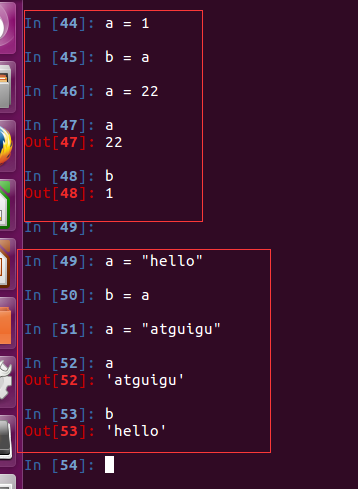 In [44]: a = 1
In [45]: b = a
In [46]: a = 22
In [47]: a
Out[47]: 22
In [48]: b
Out[48]: 1
In [49]:
In [49]: a = "hello"
In [50]: b = a
In [51]: a = "atguigu"
In [52]: a
Out[52]: 'atguigu'
In [53]: b
Out[53]: 'hello'
In [54]: